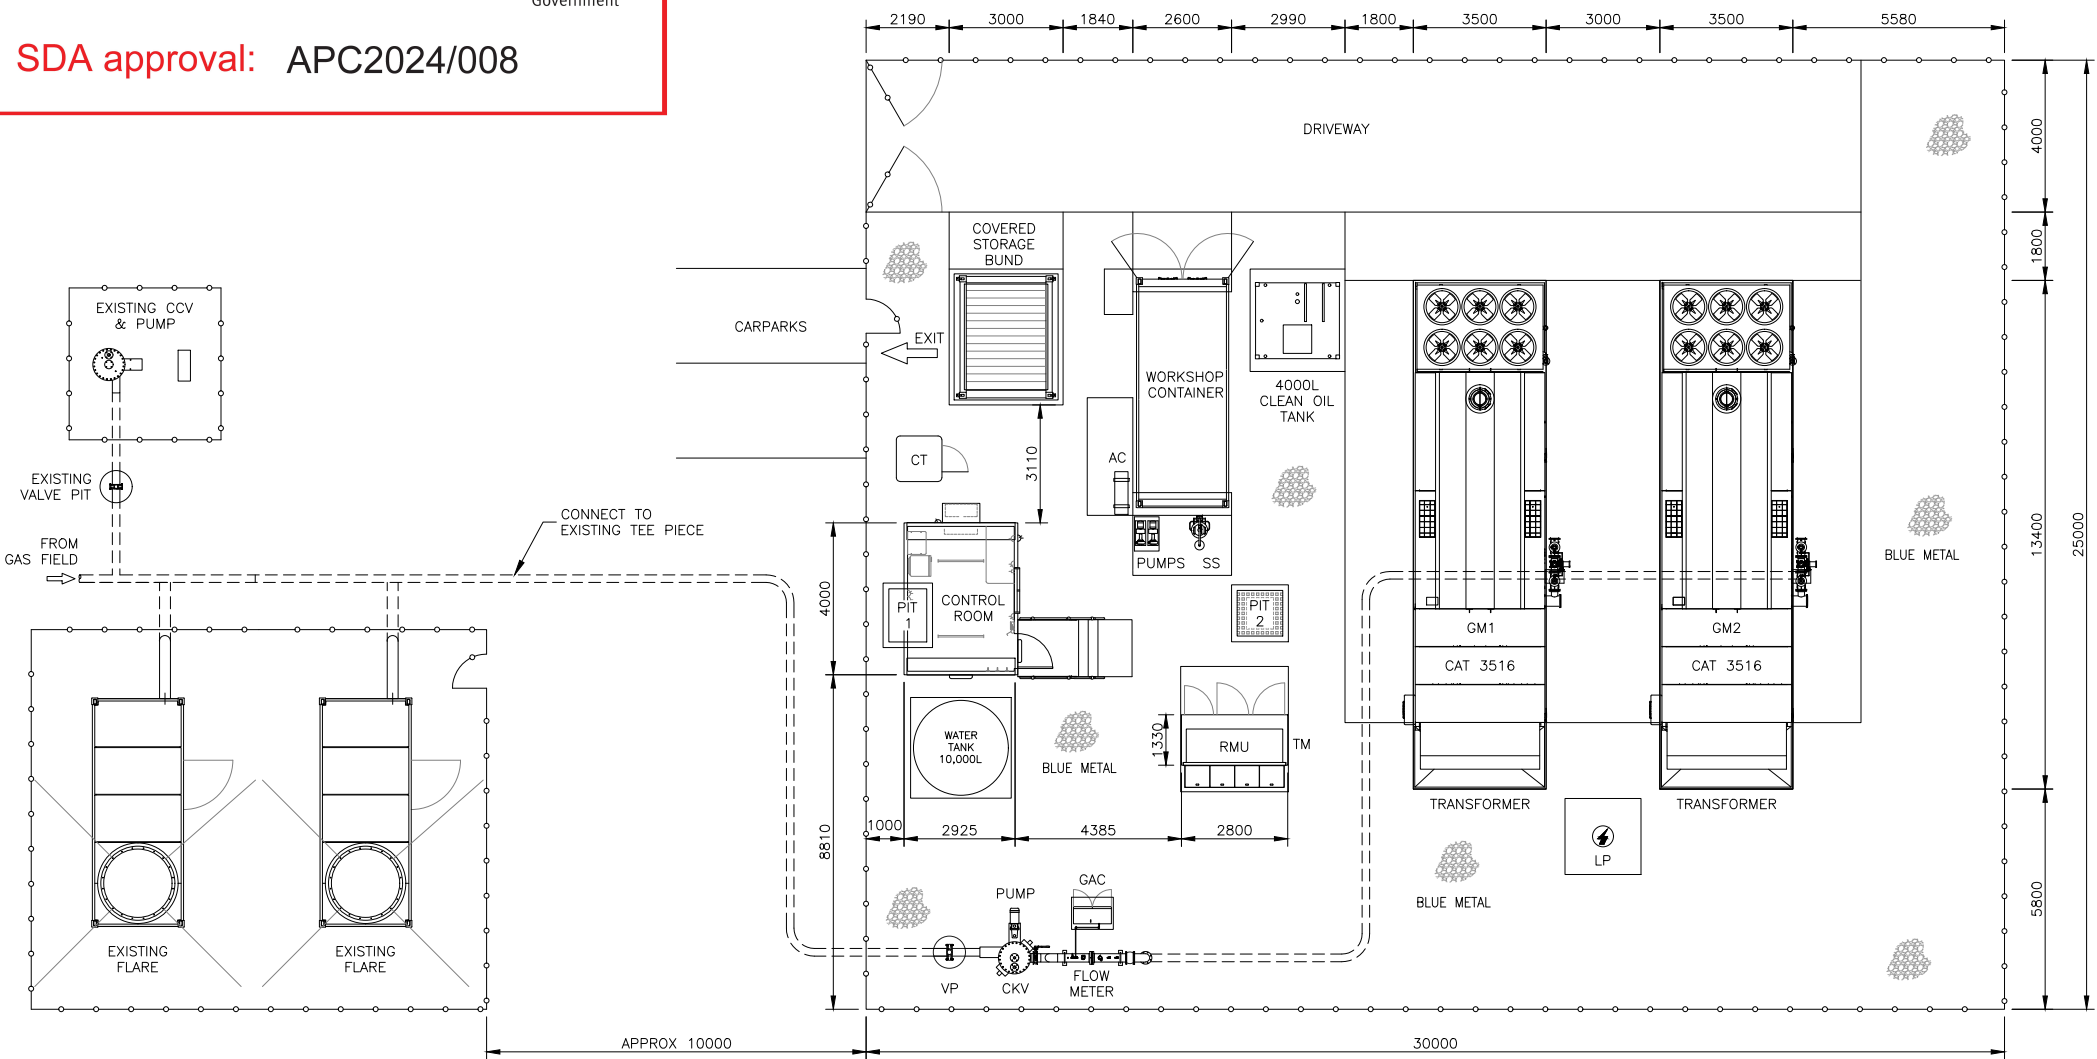 Government
SDA approval: APC2024/008
2190
3000
1840
2600
2990
1800
3500
3000
3500
5580
DRIVEWAY
4000
1800
13400
25000
5800
COVERED
STORAGE
BUND
CARPARKS
EXIT
EXISTING CCV
& PUMP
WORKSHOP
CONTAINER
4000L
CLEAN OIL
TANK
CT
3110
AC
EXISTING
VALVE PIT
CONNECT TO
EXISTING TEE PIECE
FROM
GAS FIELD
PUMPS
SS
BLUE METAL
4000
PIT
1
CONTROL
ROOM
PIT
2
GM1
CAT 3516
GM2
CAT 3516
WATER
TANK
10,000L
BLUE METAL
1330
RMU
TM
TRANSFORMER
TRANSFORMER
8810
1000
2925
4385
2800
LP
BLUE METAL
PUMP
GAC
EXISTING
FLARE
EXISTING
FLARE
VP
CKV
FLOW
METER
APPROX 10000
30000